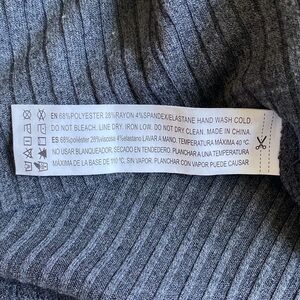 EN 68%POLYESTER 28%RAYON 4%SPANDEX/ELASTANE HAND WASH COLD
DO NOT BLEACH. LINE DRY. IRON LOW. DO NOT DRY CLEAN. MADE IN CHINA.
ES 68%poliéster 28%viscosa 4%elastano LAVAR A MANO. TEMPERATURA MÁXIMA 40 ºC.
NO USAR BLANQUEADOR. SECADO EN TENDEDERO. PLANCHAR A UNA TEMPERATURA
MÁXIMA DE LA BASE DE 110 ºC, SIN VAPOR. PLANCHAR CON VAPOR PUEDE CAUSAR